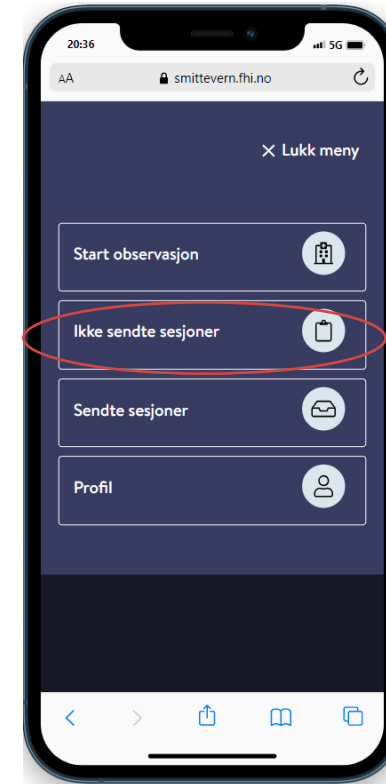 20:36
5G
AA smittevern.fhi.no
Lukk meny
Start observasjon
Ikke sendte sesjoner
Sendte sesjoner
Profil